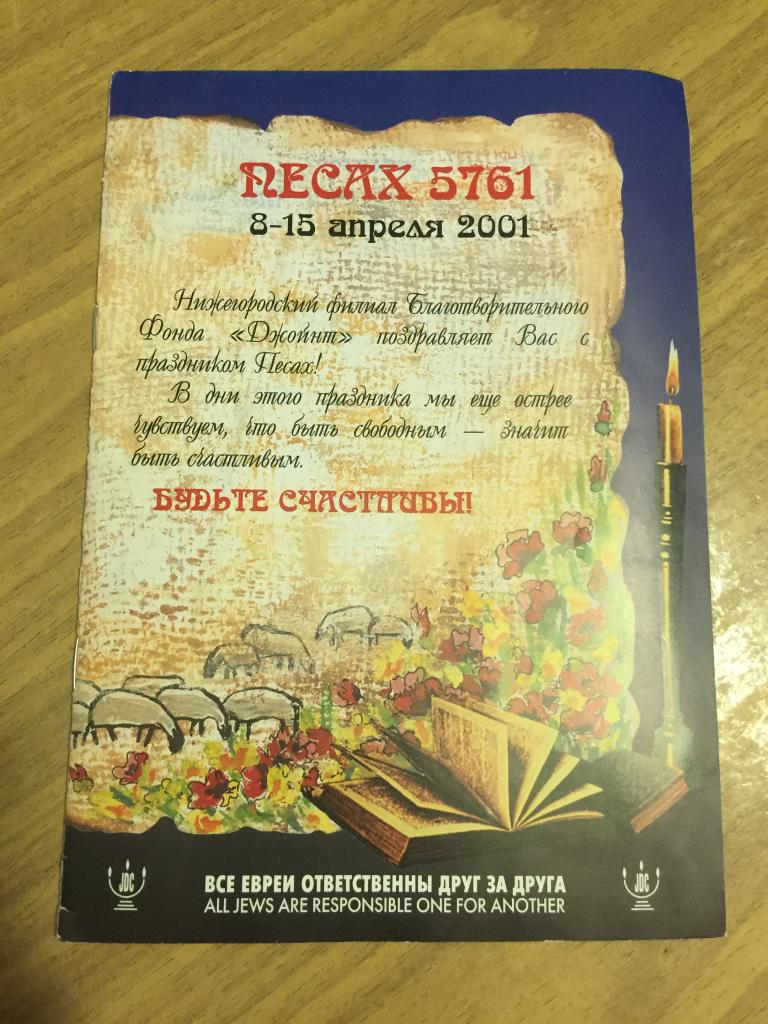 ПЕСАХ 5761
8-15 апреля 2001
Нижегородский филиал Благотворительного
Фонда «Джойнт» поздравляет Вас с
праздником Песах!
В дни этого праздника мы еще острее
чувствуем, что быть свободным — значит
быть счастливым.
БУДЬТЕ СЧАСТЛИВЫ!
JDC
ВСЕ ЕВРЕИ ОТВЕТСТВЕННЫ ДРУГ ЗА ДРУГА
ALL JEWS ARE RESPONSIBLE ONE FOR ANOTHER
JDC